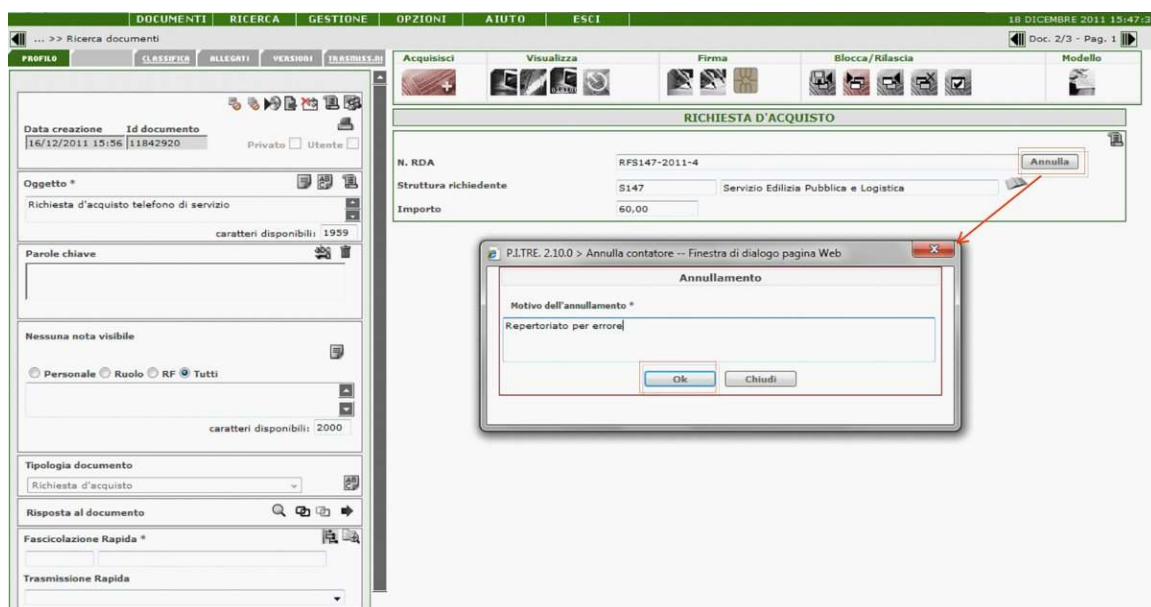 DOCUMENTI RICERCA GESTIONE OPZIONI AIUTO ESCI 18 DICEMBRE 2011 15:47:3
... >> Ricerca documenti Doc. 2/3 - Pag. 1
PROFILO CLASSIFICA ALLEGATI VERSIONI TRASMISS.NI
Acquisisci Visualizza Firma Blocca/Rilascia Modello
Data creazione Id documento
16/12/2011 15:56 11842920 Privato Utente
Oggetto *
Richiesta d'acquisto telefono di servizio
caratteri disponibili: 1959
Parole chiave
Nessuna nota visibile
Personale Ruolo RF Tutti
caratteri disponibili: 2000
Tipologia documento
Richiesta d'acquisto
Risposta al documento
Fascicolazione Rapida *
Trasmissione Rapida
RICHIESTA D'ACQUISTO
N. RDA RFS147-2011-4 Annulla
Struttura richiedente S147 Servizio Edilizia Pubblica e Logistica
Importo 60,00
P.I.TRE. 2.10.0 > Annulla contatore -- Finestra di dialogo pagina Web
Annullamento
Motivo dell'annullamento *
Repertoriato per errore
Ok Chiudi